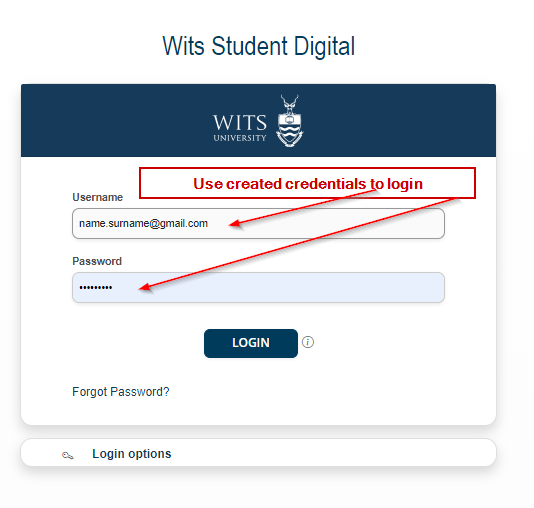 Wits Student Digital
WITS
UNIVERSITY
Use created credentials to login
Username
name.surname@gmail.com
Password
•••••••••
LOGIN
Forgot Password?
Login options